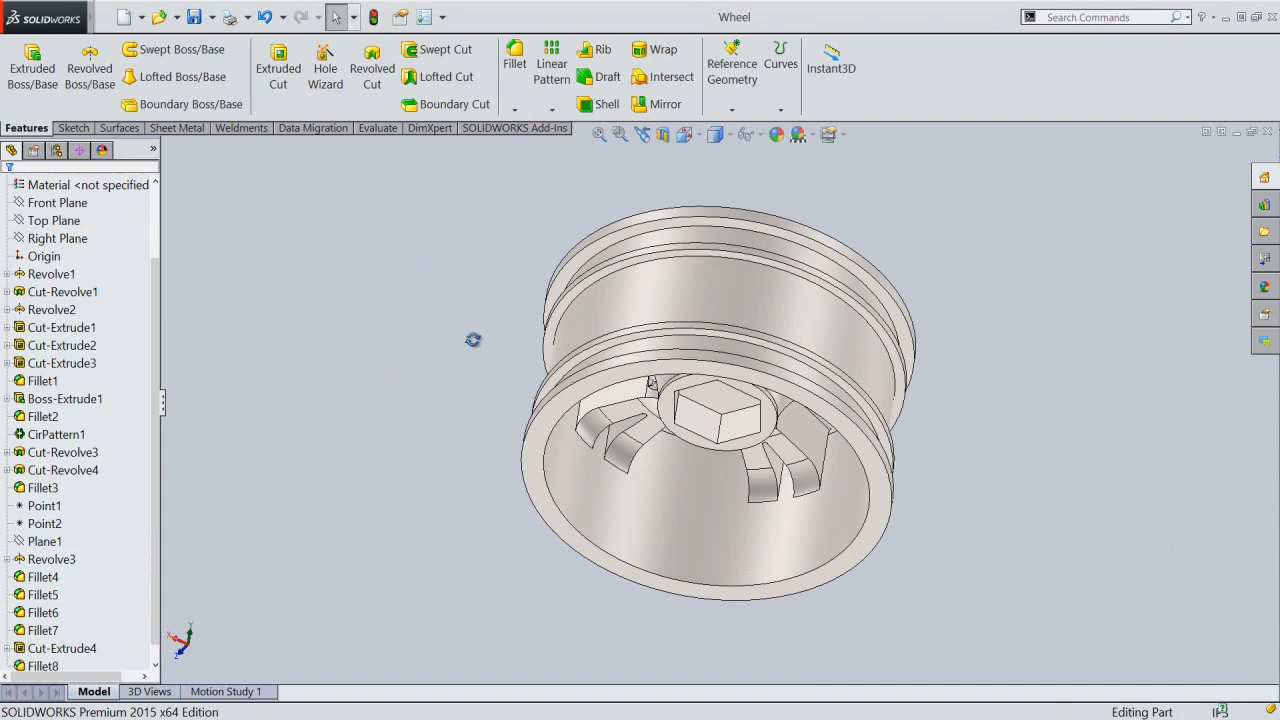 SOLIDWORKS
Wheel
Search Commands
Extruded Boss/Base
Revolved Boss/Base
Swept Boss/Base
Lofted Boss/Base
Boundary Boss/Base
Extruded Cut
Hole Wizard
Revolved Cut
Swept Cut
Lofted Cut
Boundary Cut
Fillet
Linear Pattern
Rib
Draft
Shell
Wrap
Intersect
Mirror
Reference Geometry
Curves
Instant3D
Features
Sketch
Surfaces
Sheet Metal
Weldments
Data Migration
Evaluate
DimXpert
SOLIDWORKS Add-Ins
Material <not specified
Front Plane
Top Plane
Right Plane
Origin
Revolve1
Cut-Revolve1
Revolve2
Cut-Extrude1
Cut-Extrude2
Cut-Extrude3
Fillet1
Boss-Extrude1
Fillet2
CirPattern1
Cut-Revolve3
Cut-Revolve4
Fillet3
Point1
Point2
Plane1
Revolve3
Fillet4
Fillet5
Fillet6
Fillet7
Cut-Extrude4
Fillet8
Y
X
Z
Model
3D Views
Motion Study 1
SOLIDWORKS Premium 2015 x64 Edition
Editing Part